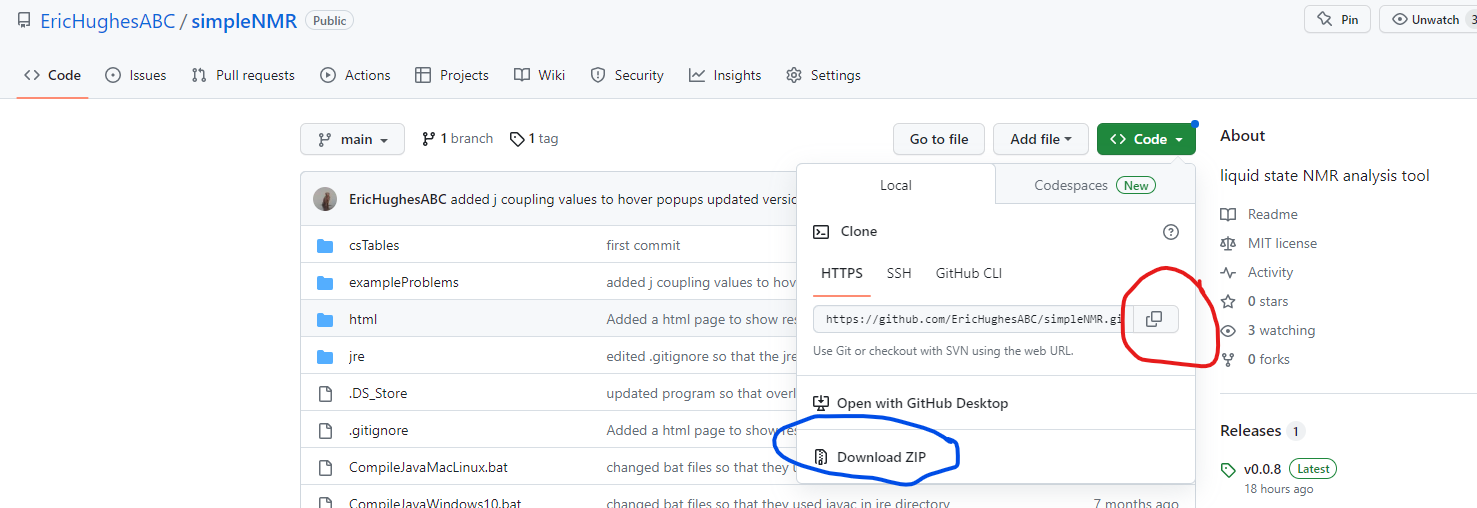 EricHughesABC / simpleNMR Public
Pin
Unwatch 3
Code Issues Pull requests Actions Projects Wiki Security Insights Settings
main 1 branch 1 tag Go to file Add file Code
EricHughesABC added j coupling values to hover popups updated versio
csTables first commit
exampleProblems added j coupling values to hov
html Added a html page to show res
jre edited .gitignore so that the jre
.DS_Store updated program so that overl
.gitignore Added a html page to show res
CompileJavaMacLinux.bat changed bat files so that they u
CompileJavaWindows10.bat changed bat files so that they used javac in jre directory 7 months ago
Local Codespaces New
Clone
HTTPS SSH GitHub CLI
https://github.com/EricHughesABC/simpleNMR.gi
Use Git or checkout with SVN using the web URL.
Open with GitHub Desktop
Download ZIP
About
liquid state NMR analysis tool
Readme
MIT license
Activity
0 stars
3 watching
0 forks
Releases 1
v0.0.8 Latest
18 hours ago